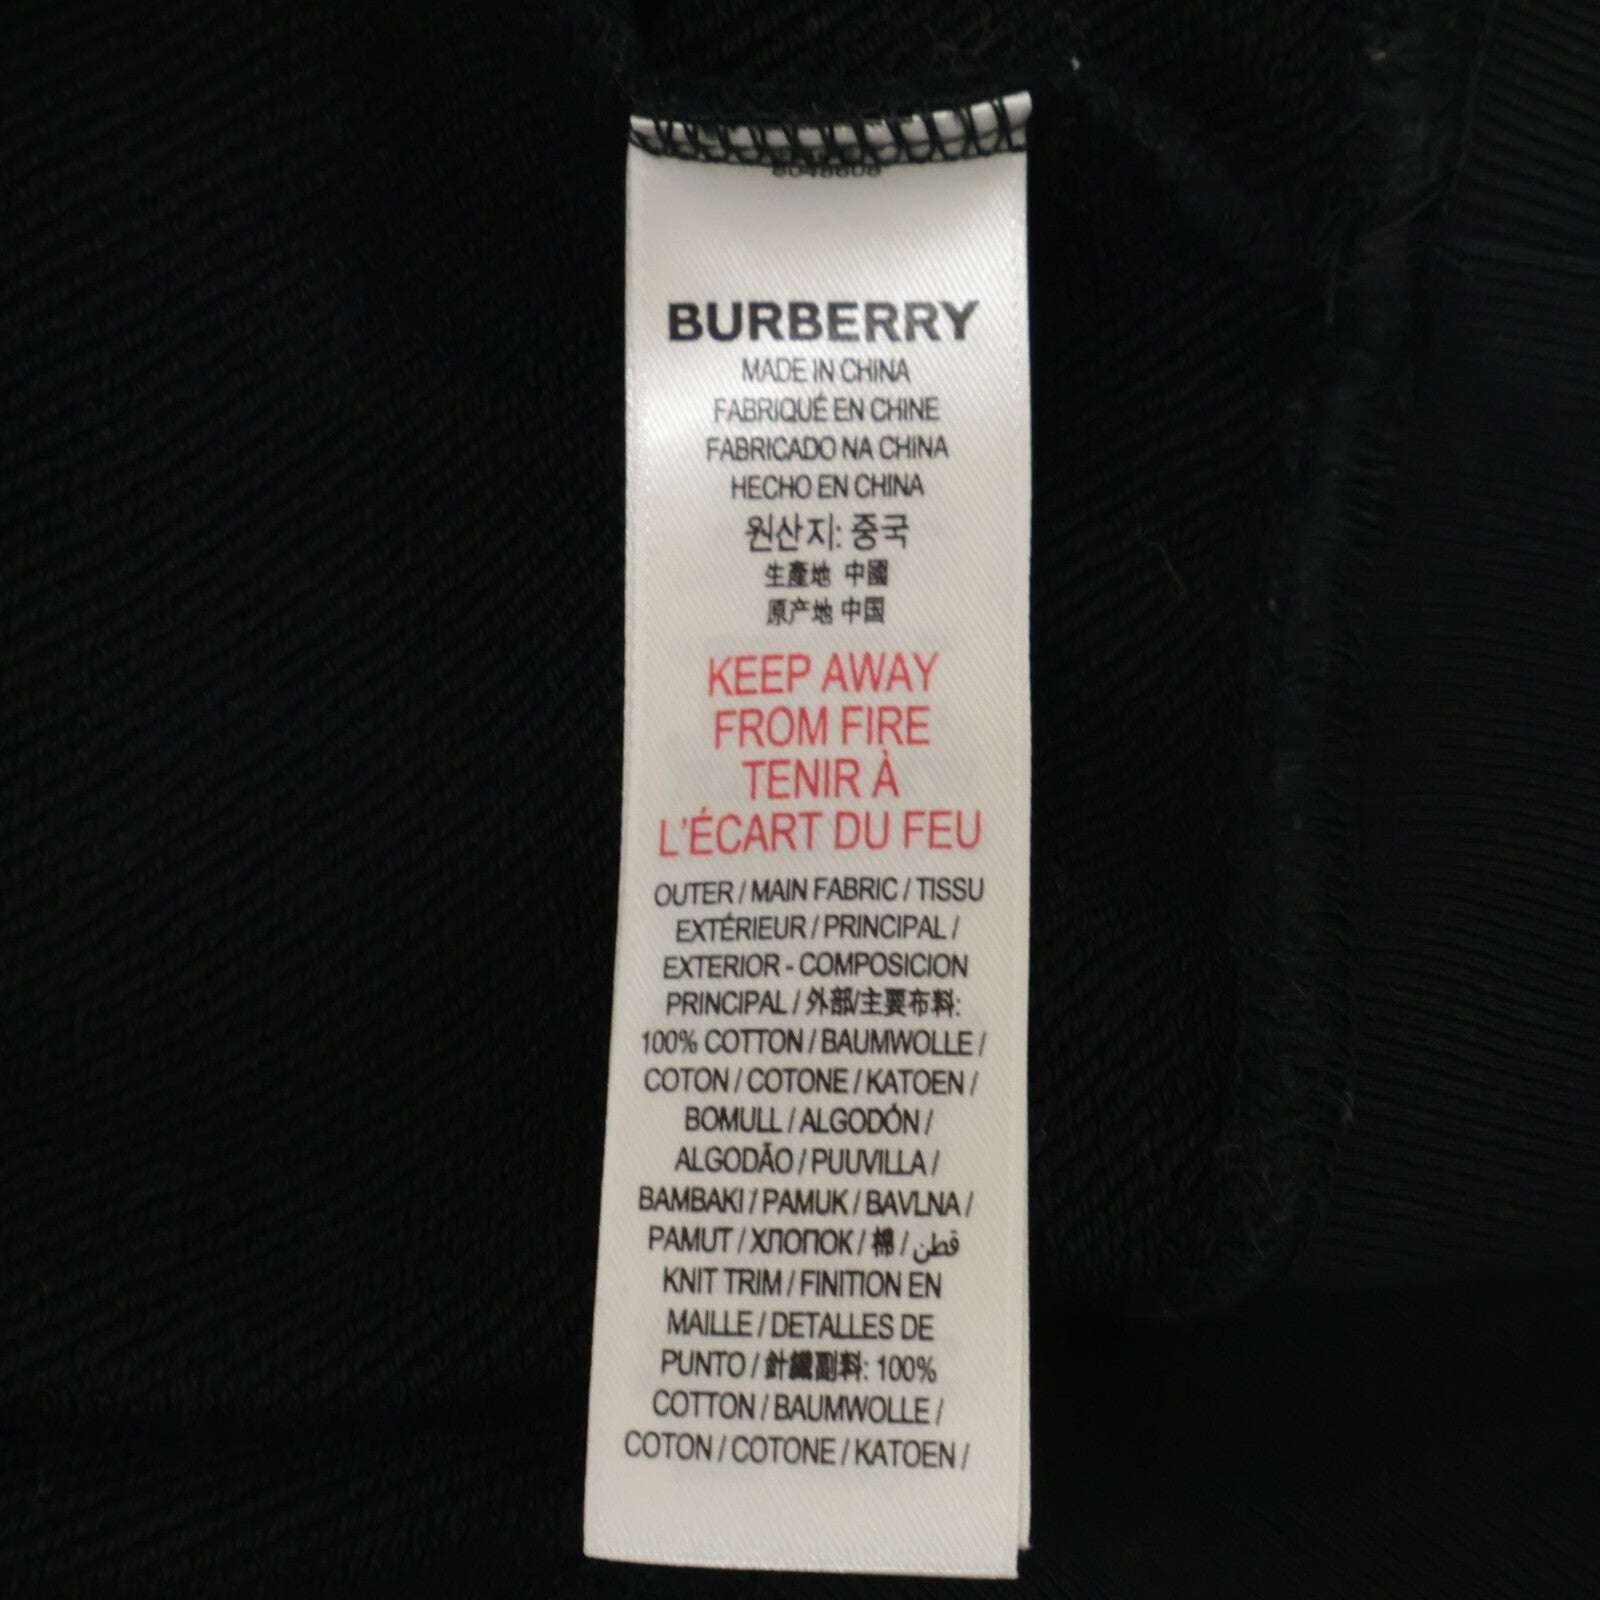 BURBERRY
MADE IN CHINA
FABRIQUÉ EN CHINE
FABRICADO NA CHINA
HECHO EN CHINA
원산지: 중국
生產地 中國
原产地 中国
KEEP AWAY
FROM FIRE
TENIR À
L'ÉCART DU FEU
OUTER / MAIN FABRIC / TISSU
EXTÉRIEUR / PRINCIPAL /
EXTERIOR - COMPOSICION
PRINCIPAL / 外部/主要布料:
100% COTTON / BAUMWOLLE /
COTON / COTONE / KATOEN /
BOMULL / ALGODÓN /
ALGODÃO / PUUVILLA /
BAMBAKI / PAMUK / BAVLNA /
PAMUT / ХЛОПОК / 棉 / قطن
KNIT TRIM / FINITION EN
MAILLE / DETALLES DE
PUNTO / 針織副料: 100%
COTTON / BAUMWOLLE /
COTON / COTONE / KATOEN /